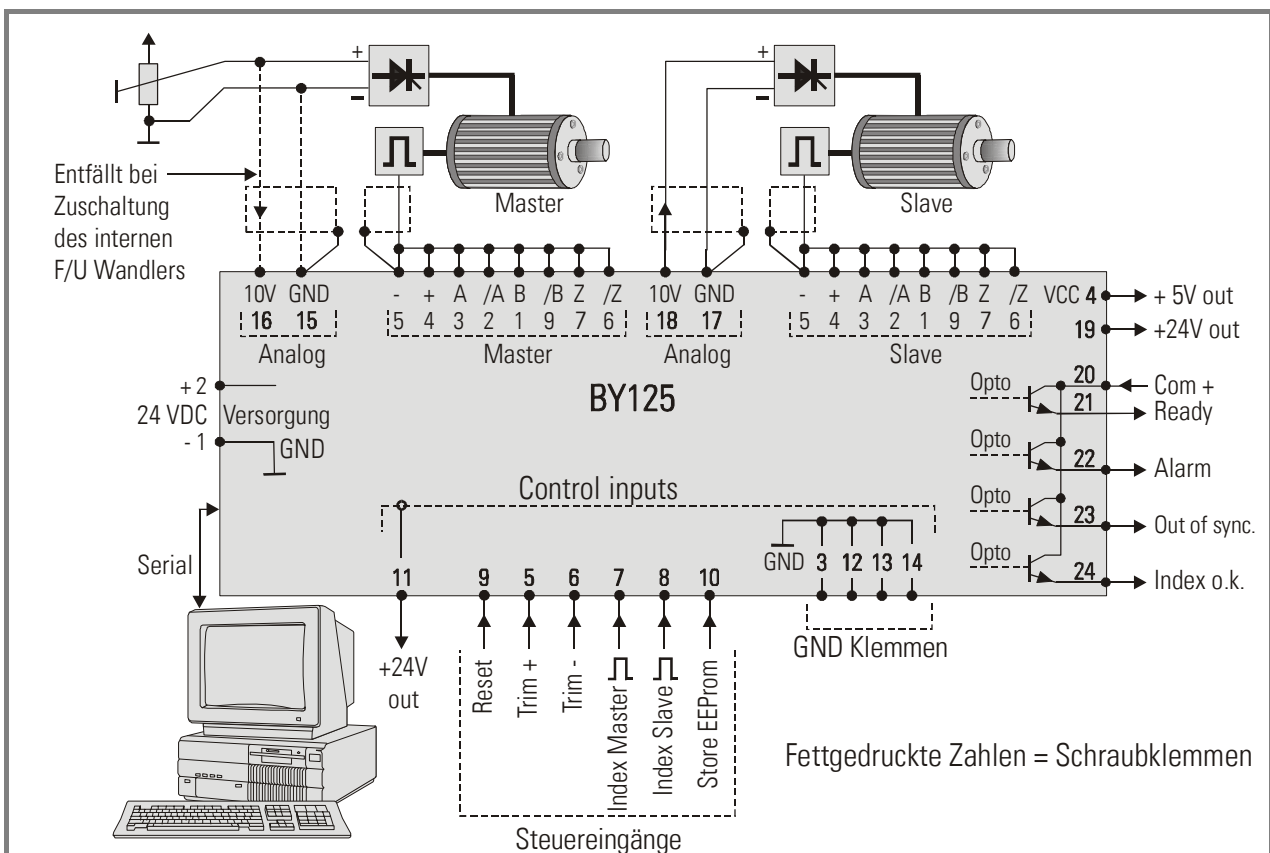 +
-
+
-
Entfällt bei
Zuschaltung
des internen
F/U Wandlers
Master
Slave
10V GND
16 15
Analog
- + A /A B /B Z /Z
5 4 3 2 1 9 7 6
Master
10V GND
18 17
Analog
- + A /A B /B Z /Z
5 4 3 2 1 9 7 6
Slave
VCC 4
+ 5V out
19
+24V out
+ 2
24 VDC Versorgung
- 1
GND
BY125
Opto
20
Com +
21
Ready
Opto
22
Alarm
Opto
23
Out of sync.
Opto
24
Index o.k.
Control inputs
Serial
11
9
5
6
7
8
10
GND 3 12 13 14
GND Klemmen
+24V
out
Reset
Trim +
Trim -
Index Master
Index Slave
Store EEProm
Steuereingänge
Fettgedruckte Zahlen = Schraubklemmen